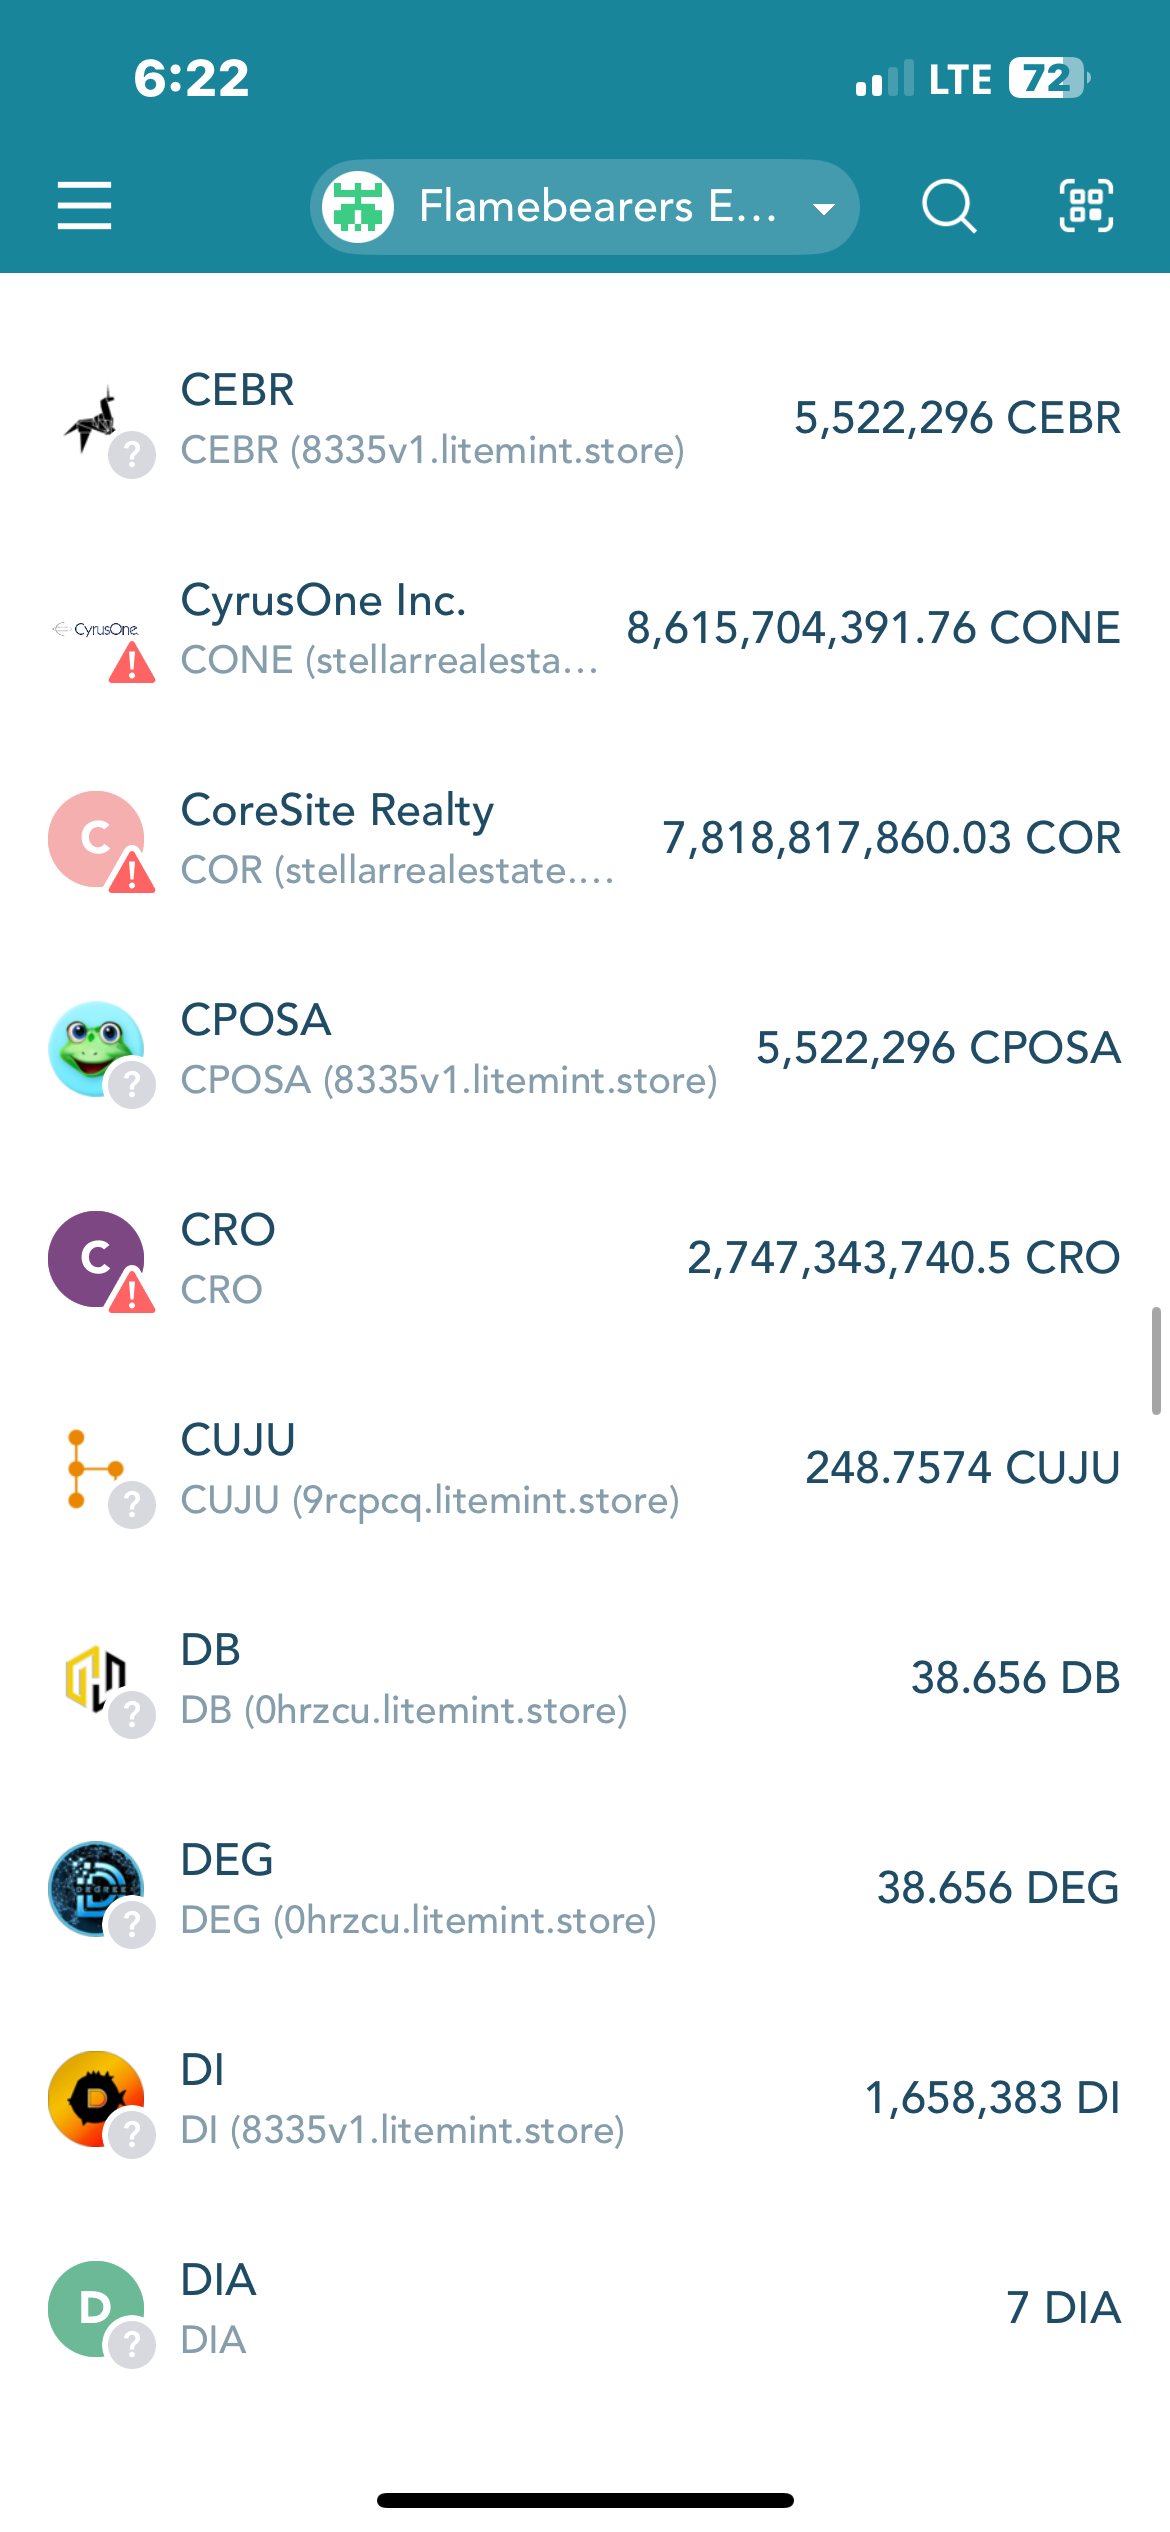 6:22
LTE 72
Flamebearers E...
CEBR
CEBR (8335v1.litemint.store)
5,522,296 CEBR
CyrusOne
CyrusOne Inc.
CONE (stellarrealesta...
8,615,704,391.76 CONE
C
CoreSite Realty
COR (stellarrealestate....
7,818,817,860.03 COR
CPOSA
CPOSA (8335v1.litemint.store)
5,522,296 CPOSA
C
CRO
CRO
2,747,343,740.5 CRO
CUJU
CUJU (9rcpcq.litemint.store)
248.7574 CUJU
DB
DB (0hrzcu.litemint.store)
38.656 DB
DEG
DEG (0hrzcu.litemint.store)
38.656 DEG
D
DI
DI (8335v1.litemint.store)
1,658,383 DI
D
DIA
DIA
7 DIA